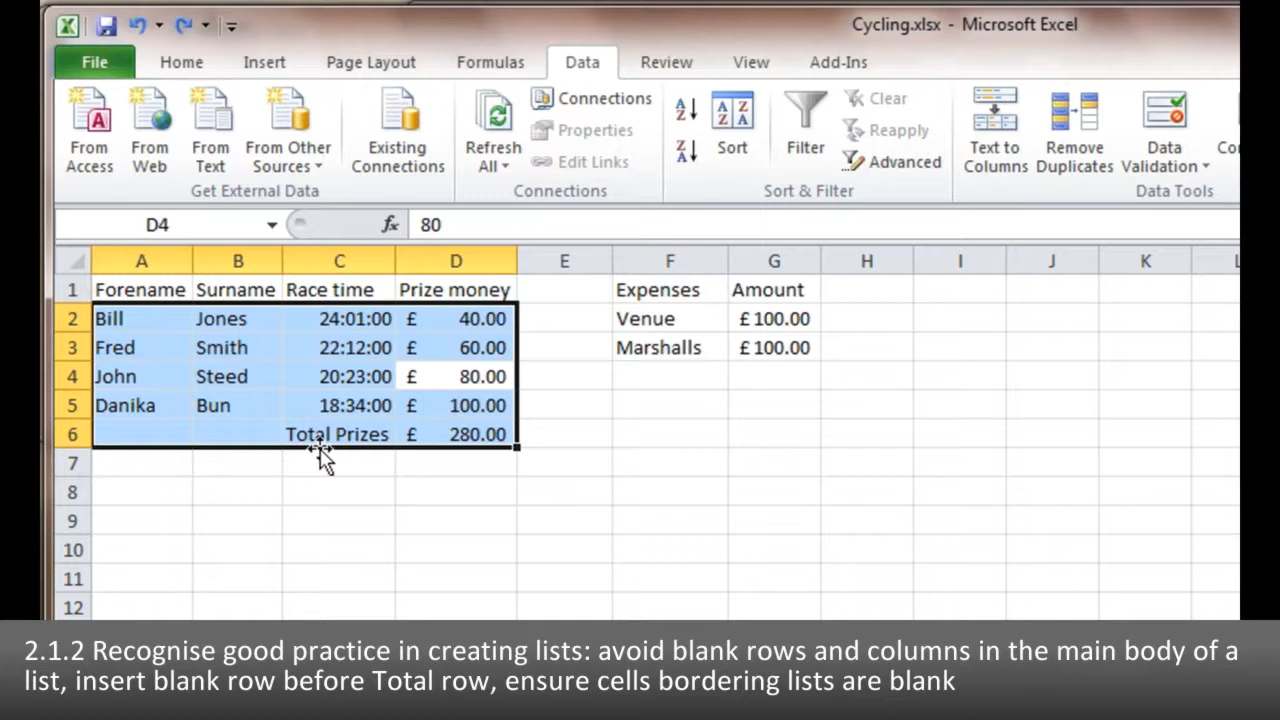 Cycling.xlsx - Microsoft Excel
File Home Insert Page Layout Formulas Data Review View Add-Ins
From Access
From Web
From Text
From Other Sources
Existing Connections
Refresh All
Connections
Properties
Edit Links
Sort
Filter
Clear
Reapply
Advanced
Text to Columns
Remove Duplicates
Data Validation
Get External Data
Connections
Sort & Filter
Data Tools
D4 fx 80
A B C D E F G H I J K L
1 Forename Surname Race time Prize money Expenses Amount
2 Bill Jones 24:01:00 £ 40.00 Venue £ 100.00
3 Fred Smith 22:12:00 £ 60.00 Marshalls £ 100.00
4 John Steed 20:23:00 £ 80.00
5 Danika Bun 18:34:00 £ 100.00
6 Total Prizes £ 280.00
7
8
9
10
11
12
2.1.2 Recognise good practice in creating lists: avoid blank rows and columns in the main body of a
list, insert blank row before Total row, ensure cells bordering lists are blank